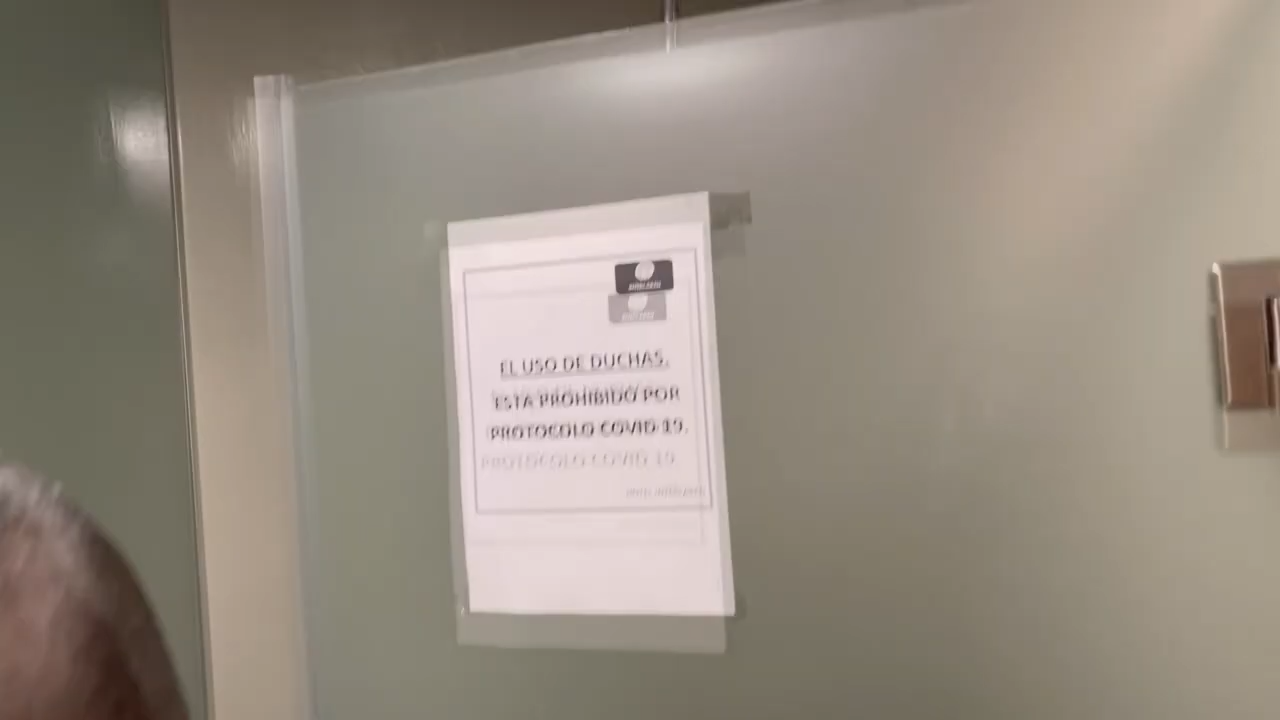 EL USO DE DUCHAS.
ESTA PROHIBIDO POR
PROTOCOLO COVID 19.